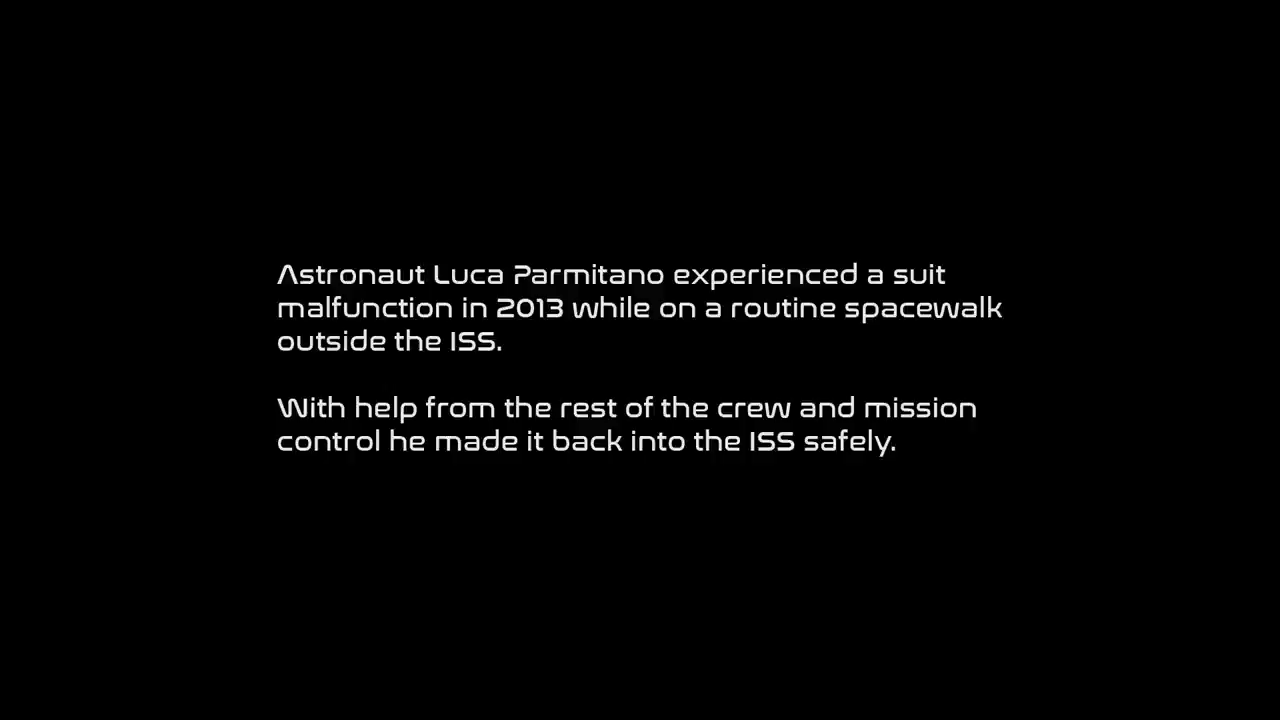 Astronaut Luca Parmitano experienced a suit
malfunction in 2013 while on a routine spacewalk
outside the ISS.
With help from the rest of the crew and mission
control he made it back into the ISS safely.